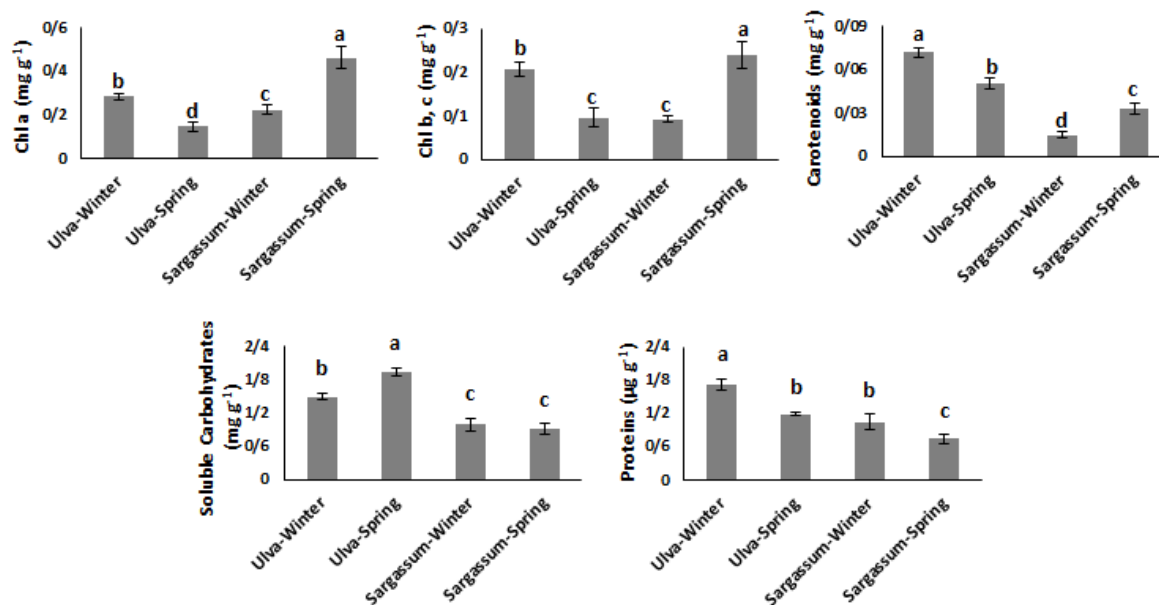 Chl a (mg g⁻¹)
0/6
0/4
0/2
0
b
d
c
a
Ulva-Winter
Ulva-Spring
Sargassum-Winter
Sargassum-Spring
Chl b, c (mg g⁻¹)
0/3
0/2
0/1
0
b
c
c
a
Ulva-Winter
Ulva-Spring
Sargassum-Winter
Sargassum-Spring
Carotenoids (mg g⁻¹)
0/09
0/06
0/03
0
a
b
d
c
Ulva-Winter
Ulva-Spring
Sargassum-Winter
Sargassum-Spring
Soluble Carbohydrates
(mg g⁻¹)
2/4
1/8
1/2
0/6
0
b
a
c
c
Ulva-Winter
Ulva-Spring
Sargassum-Winter
Sargassum-Spring
Proteins (µg g⁻¹)
2/4
1/8
1/2
0/6
0
a
b
b
c
Ulva-Winter
Ulva-Spring
Sargassum-Winter
Sargassum-Spring